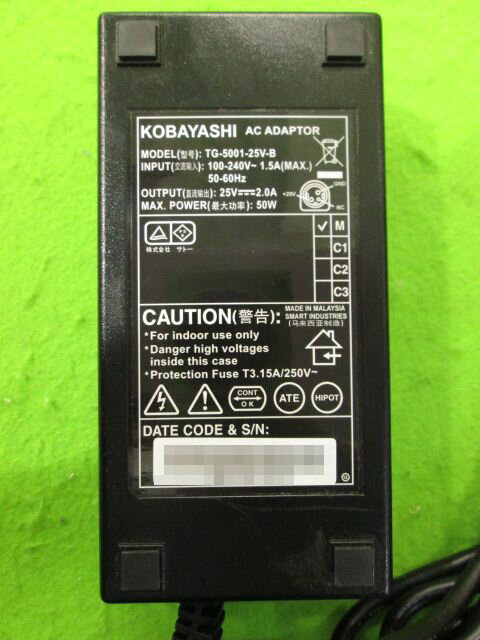 KOBAYASHI AC ADAPTOR
MODEL(型号): TG-5001-25V-B
INPUT(交流输入): 100-240V~ 1.5A(MAX.)
50-60Hz
OUTPUT(直流输出): 25V⎓2.0A
MAX. POWER(最大功率): 50W
+25V
GND
NC
✓ M
C1
C2
C3
株式会社 サトー
CAUTION(警告):
MADE IN MALAYSIA
SMART INDUSTRIES
(马来西亚制造)
*For indoor use only
*Danger high voltages
inside this case
*Protection Fuse T3.15A/250V~
CONT
OK
ATE
HIPOT
DATE CODE & S/N: